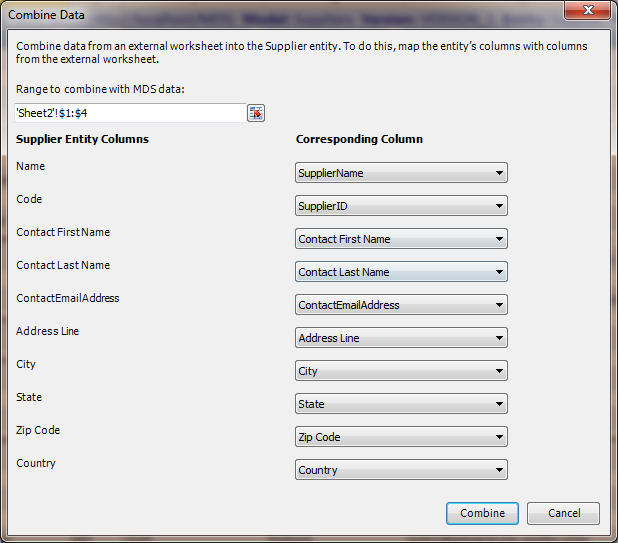 Combine Data
Combine data from an external worksheet into the Supplier entity. To do this, map the entity's columns with columns
from the external worksheet.
Range to combine with MDS data:
'Sheet2'!$1:$4
Supplier Entity Columns Corresponding Column
Name SupplierName
Code SupplierID
Contact First Name Contact First Name
Contact Last Name Contact Last Name
ContactEmailAddress ContactEmailAddress
Address Line Address Line
City City
State State
Zip Code Zip Code
Country Country
Combine Cancel